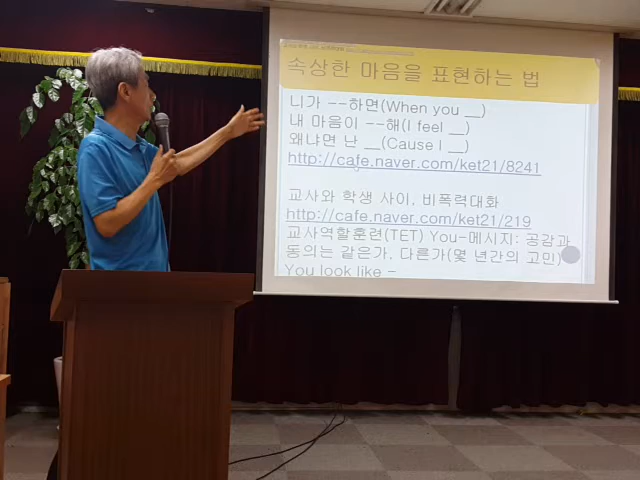 속상한 마음을 표현하는 법
니가 --하면(When you __)
내 마음이 --해(I feel __)
왜냐면 난 __(Cause I __)
http://cafe.naver.com/ket21/8241
교사와 학생 사이, 비폭력대화
http://cafe.naver.com/ket21/219
교사역할훈련(TET) You-메시지: 공감과
동의는 같은가, 다른가(몇 년간의 고민)
You look like -